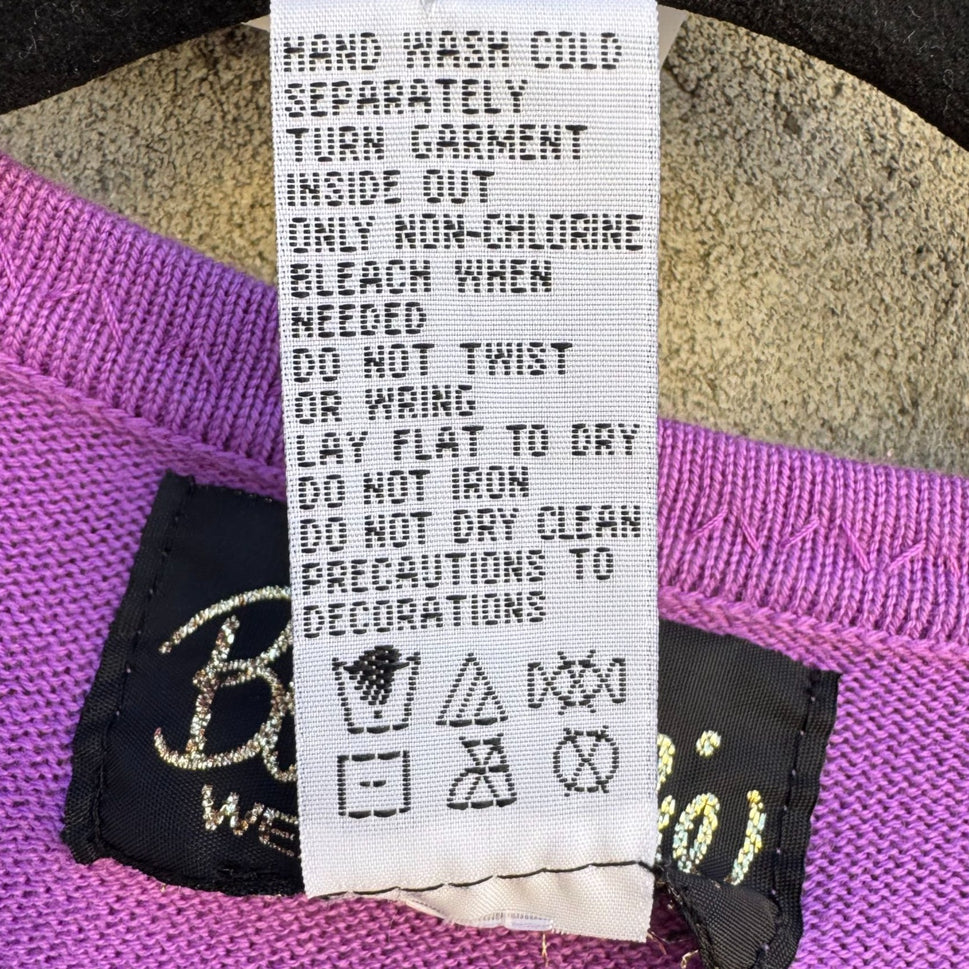 HAND WASH COLD
SEPARATELY
TURN GARMENT
INSIDE OUT
ONLY NON-CHLORINE
BLEACH WHEN
NEEDED
DO NOT TWIST
OR WRING
LAY FLAT TO DRY
DO NOT IRON
DO NOT DRY CLEAN
PRECAUTIONS TO
DECORATIONS